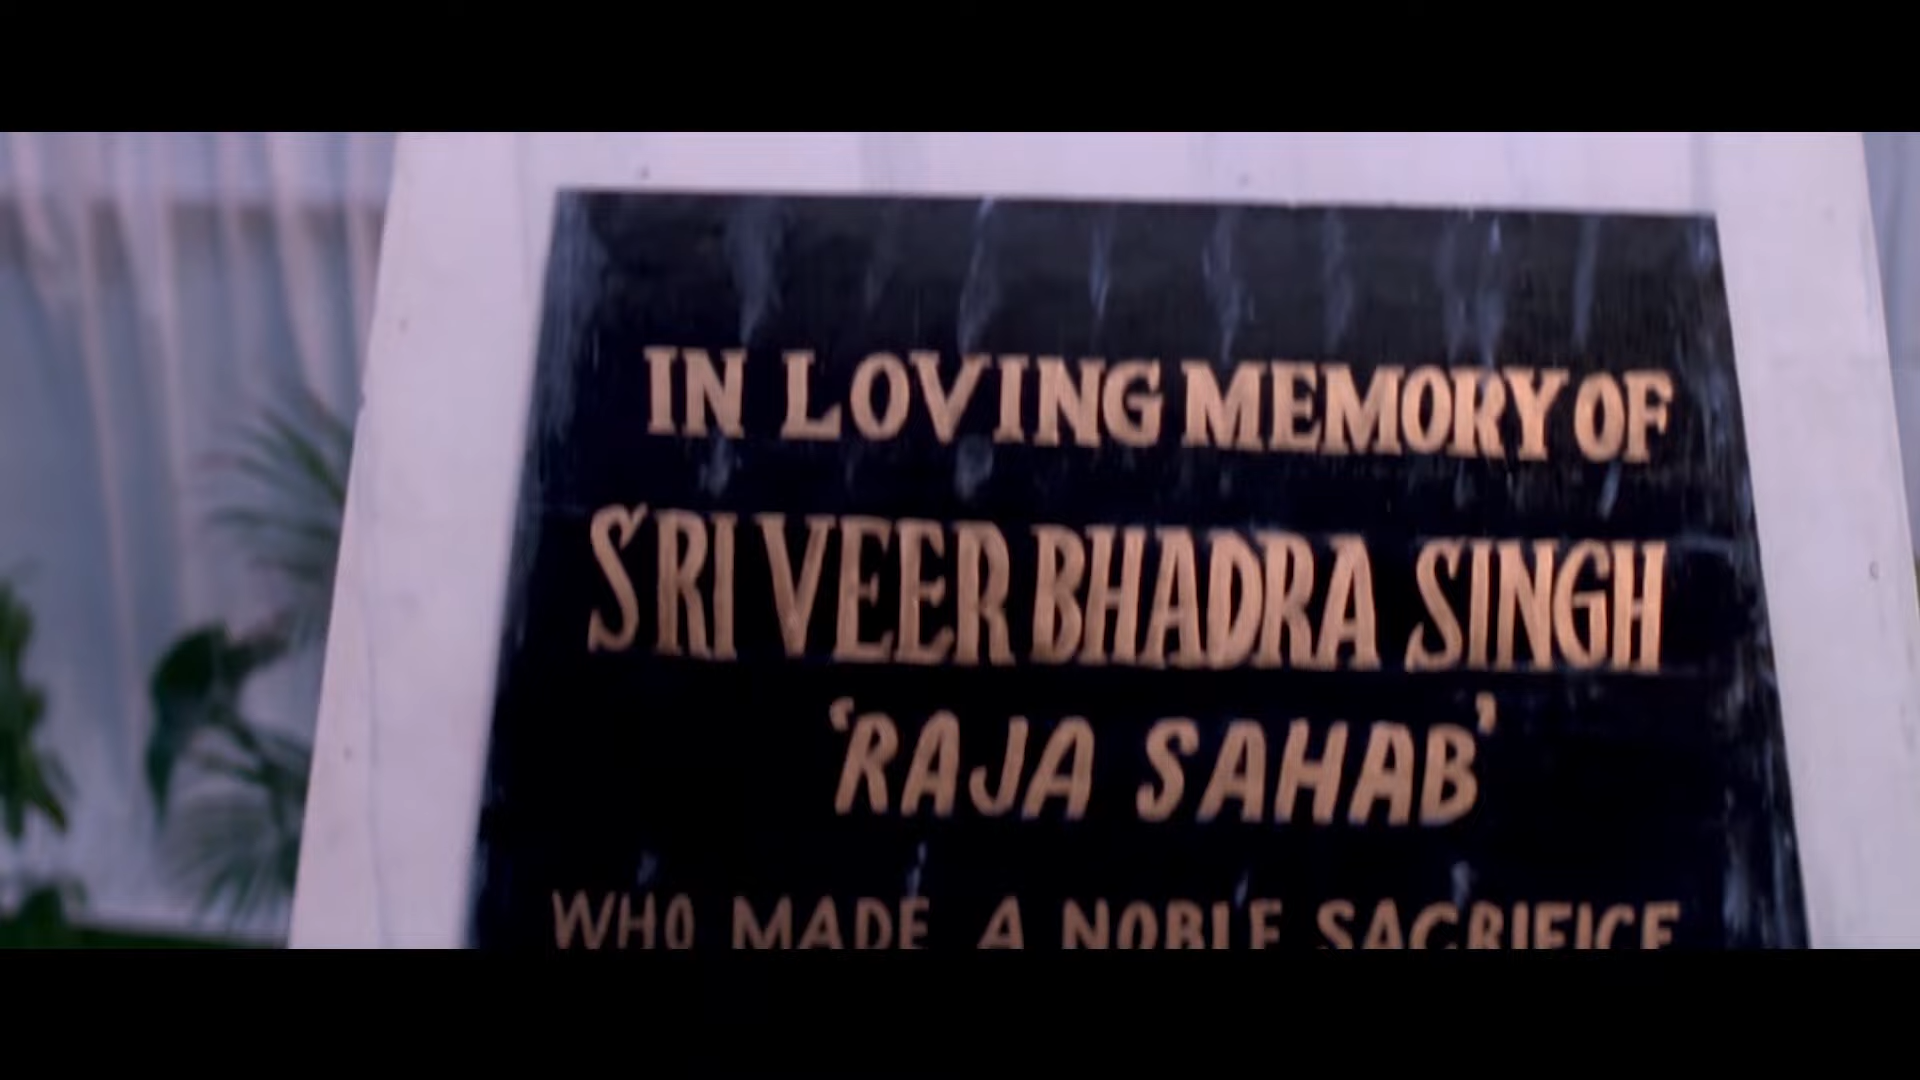 IN LOVING MEMORY OF
SRI VEER BHADRA SINGH
'RAJA SAHAB'
WHO MADE A NOBLE SACRIFICE